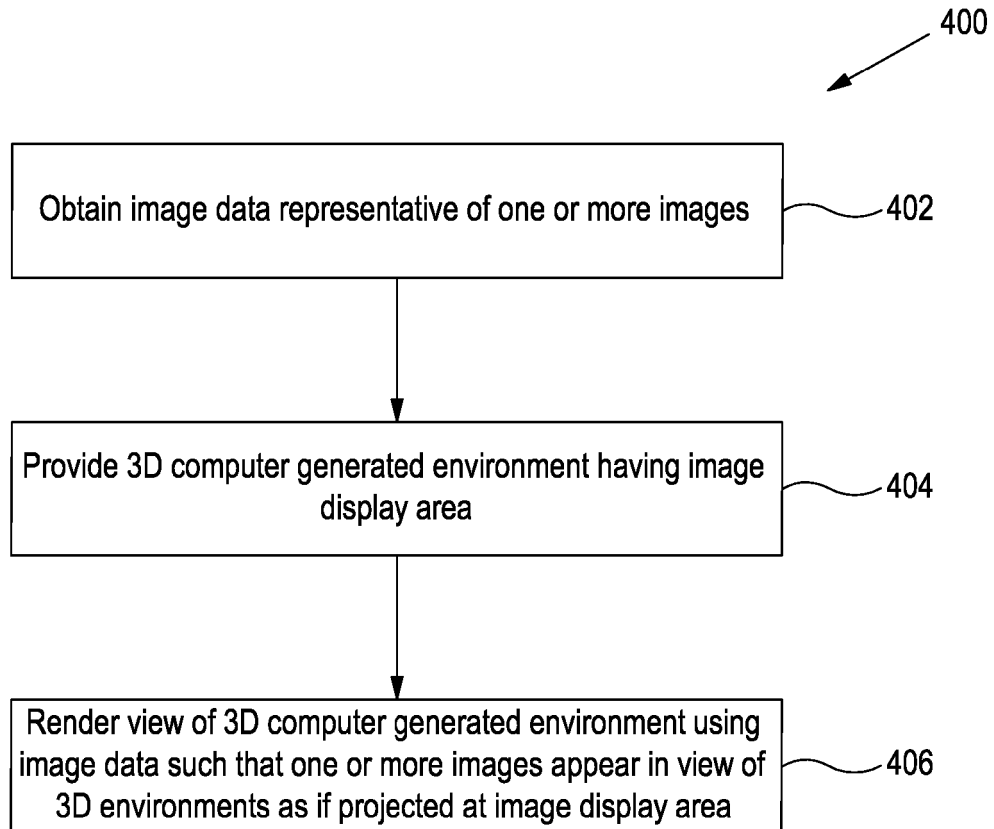 400
Obtain image data representative of one or more images
402
Provide 3D computer generated environment having image
display area
404
Render view of 3D computer generated environment using
image data such that one or more images appear in view of
3D environments as if projected at image display area
406